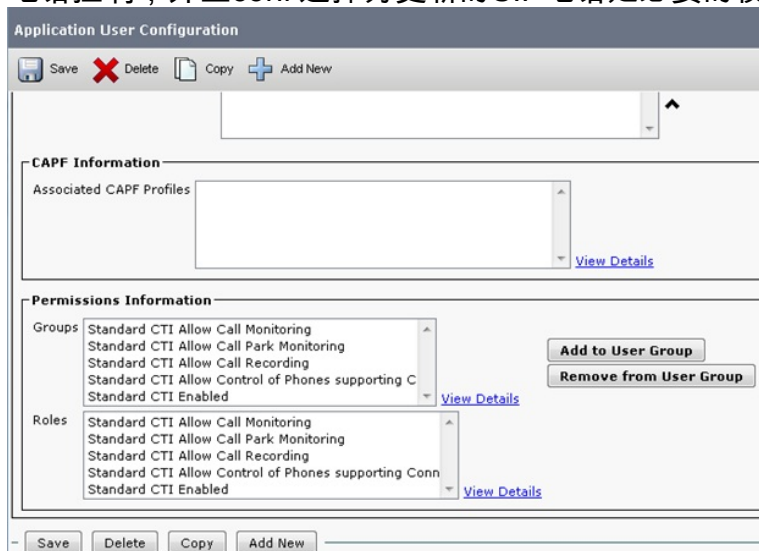 Application User Configuration
Save Delete Copy Add New
CAPF Information
Associated CAPF Profiles
View Details
Permissions Information
Groups
Standard CTI Allow Call Monitoring
Standard CTI Allow Call Park Monitoring
Standard CTI Allow Call Recording
Standard CTI Allow Control of Phones supporting C
Standard CTI Enabled
View Details
Add to User Group
Remove from User Group
Roles
Standard CTI Allow Call Monitoring
Standard CTI Allow Call Park Monitoring
Standard CTI Allow Call Recording
Standard CTI Allow Control of Phones supporting Conn
Standard CTI Enabled
View Details
Save Delete Copy Add New